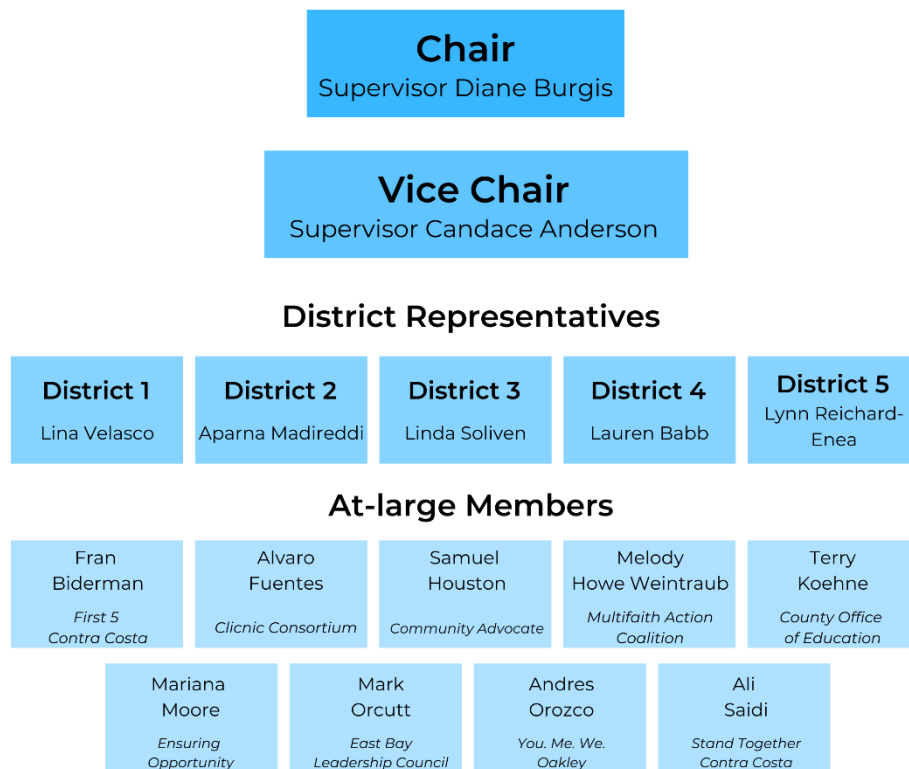 Chair
Supervisor Diane Burgis
Vice Chair
Supervisor Candace Anderson
District Representatives
District 1
Lina Velasco
District 2
Aparna Madireddi
District 3
Linda Soliven
District 4
Lauren Babb
District 5
Lynn Reichard-
Enea
At-large Members
Fran
Biderman
First 5
Contra Costa
Alvaro
Fuentes
Clicnic Consortium
Samuel
Houston
Community Advocate
Melody
Howe Weintraub
Multifaith Action
Coalition
Terry
Koehne
County Office
of Education
Mariana
Moore
Ensuring
Opportunity
Mark
Orcutt
East Bay
Leadership Council
Andres
Orozco
You. Me. We.
Oakley
Ali
Saidi
Stand Together
Contra Costa